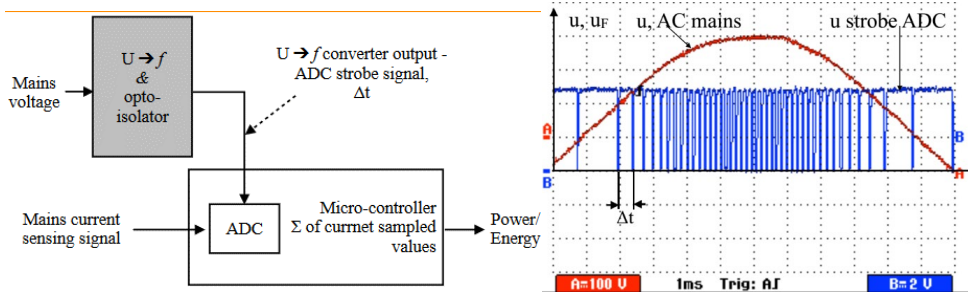 U → f
&
opto-
isolator
Mains
voltage
U → f converter output -
ADC strobe signal,
Δt
Mains current
sensing signal
ADC
Micro-controller
Σ of currnet sampled
values
Power/
Energy
u, u_F
u, AC mains
u strobe ADC
A
B
B
A
Δt
A=100 V
1ms Trig: A∫
B=2 V